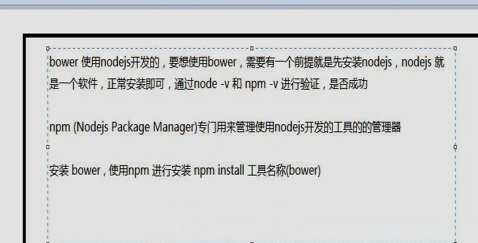 bower 使用nodejs开发的，要想使用bower，需要有一个前提就是先安装nodejs，nodejs 就
是一个软件，正常安装即可，通过node -v 和 npm -v 进行验证，是否成功
npm (Nodejs Package Manager)专门用来管理使用nodejs开发的工具的的管理器
安装 bower , 使用npm 进行安装 npm install 工具名称(bower)